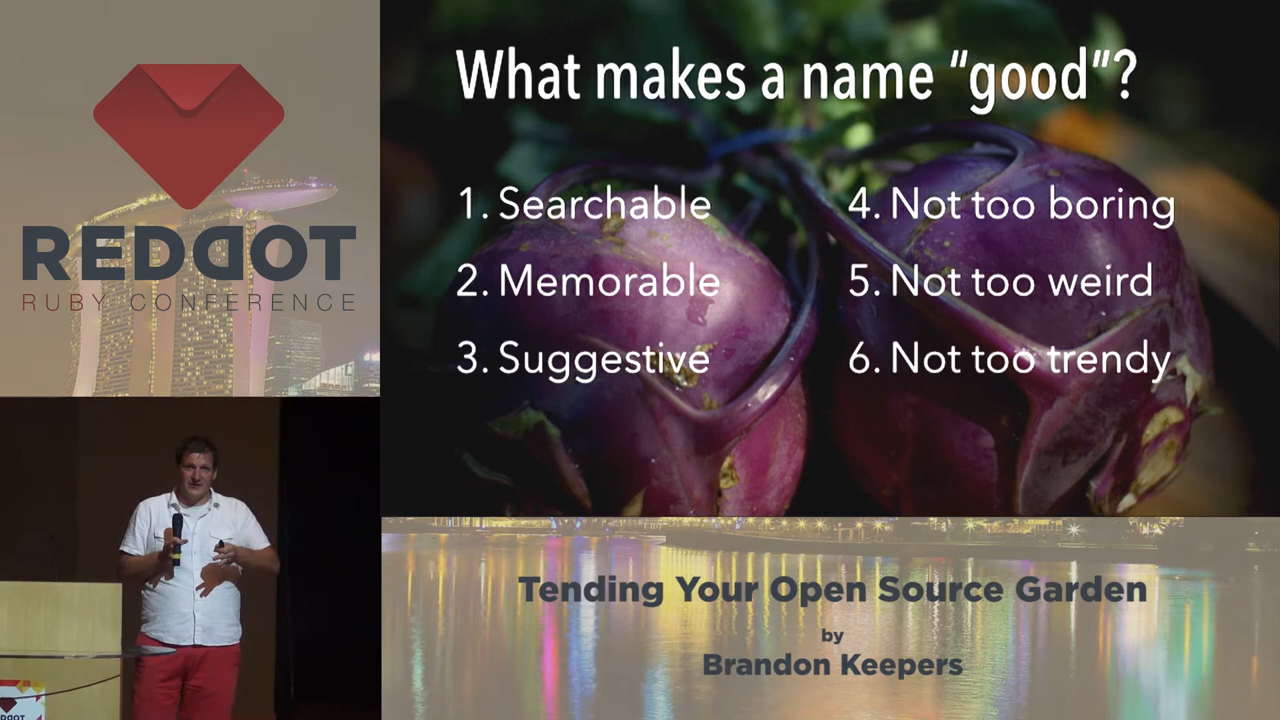 REDDOT
RUBY CONFERENCE
What makes a name “good”?
1. Searchable
2. Memorable
3. Suggestive
4. Not too boring
5. Not too weird
6. Not too trendy
Tending Your Open Source Garden
by
Brandon Keepers
DDOT